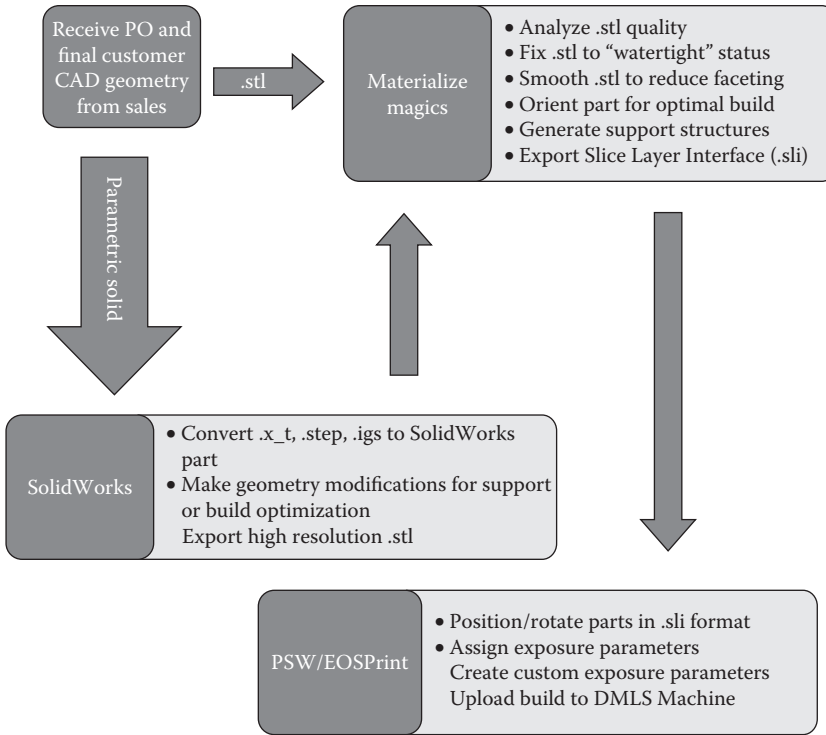 Receive PO and
final customer
CAD geometry
from sales
.stl
Materialize
magics
• Analyze .stl quality
• Fix .stl to “watertight” status
• Smooth .stl to reduce faceting
• Orient part for optimal build
• Generate support structures
• Export Slice Layer Interface (.sli)
Parametric solid
SolidWorks
• Convert .x_t, .step, .igs to SolidWorks
part
• Make geometry modifications for support
or build optimization
Export high resolution .stl
PSW/EOSPrint
• Position/rotate parts in .sli format
• Assign exposure parameters
Create custom exposure parameters
Upload build to DMLS Machine